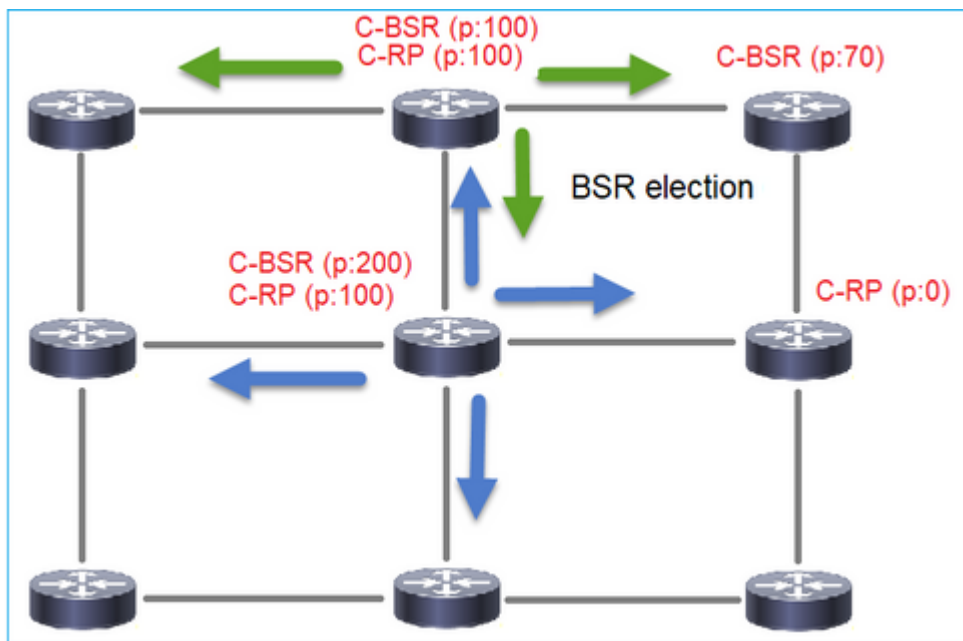 C-BSR (p:100)
C-RP (p:100)
C-BSR (p:70)
BSR election
C-BSR (p:200)
C-RP (p:100)
C-RP (p:0)